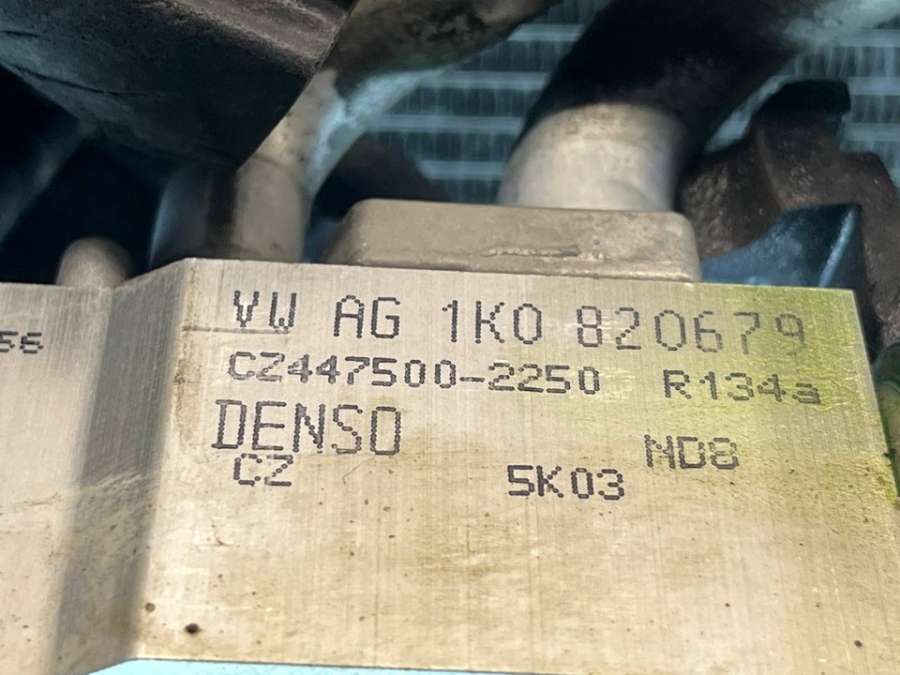 VW AG 1K0 820679
CZ447500-2250 R134a
DENSO
ND8
CZ
5K03